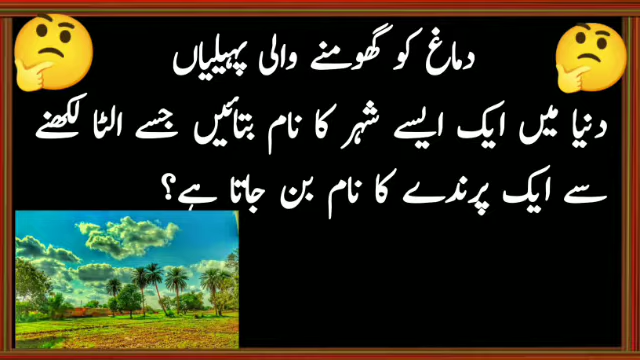 دماغ کو گھومنے والی پہیلیاں
دنیا میں ایک ایسے شہر کا نام بتائیں جسے الٹا لکھنے
سے ایک پرندے کا نام بن جاتا ہے؟